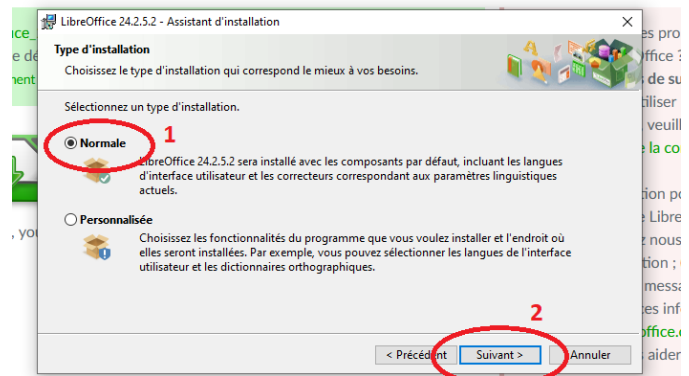 LibreOffice 24.2.5.2 - Assistant d'installation
Type d'installation
Choisissez le type d'installation qui correspond le mieux à vos besoins.
Sélectionnez un type d'installation.
Normale
1
LibreOffice 24.2.5.2 sera installé avec les composants par défaut, incluant les langues
d'interface utilisateur et les correcteurs correspondant aux paramètres linguistiques
actuels.
Personnalisée
Choisissez les fonctionnalités du programme que vous voulez installer et l'endroit où
elles seront installées. Par exemple, vous pouvez sélectionner les langues de l'interface
utilisateur et les dictionnaires orthographiques.
2
< Précédent
Suivant >
Annuler